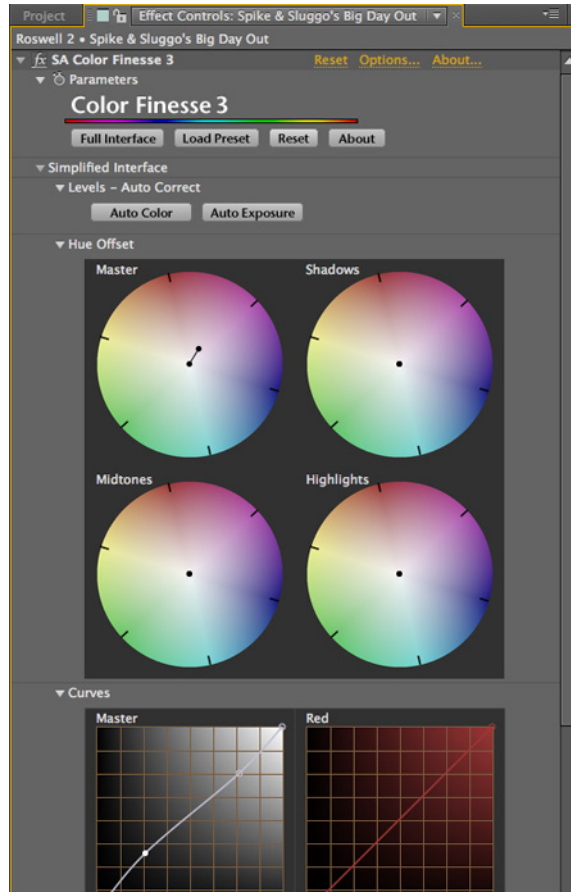 Project Effect Controls: Spike & Sluggo's Big Day Out
Roswell 2 • Spike & Sluggo's Big Day Out
fx SA Color Finesse 3 Reset Options... About...
Parameters
Color Finesse 3
Full Interface Load Preset Reset About
Simplified Interface
Levels – Auto Correct
Auto Color Auto Exposure
Hue Offset
Master Shadows
Midtones Highlights
Curves
Master Red